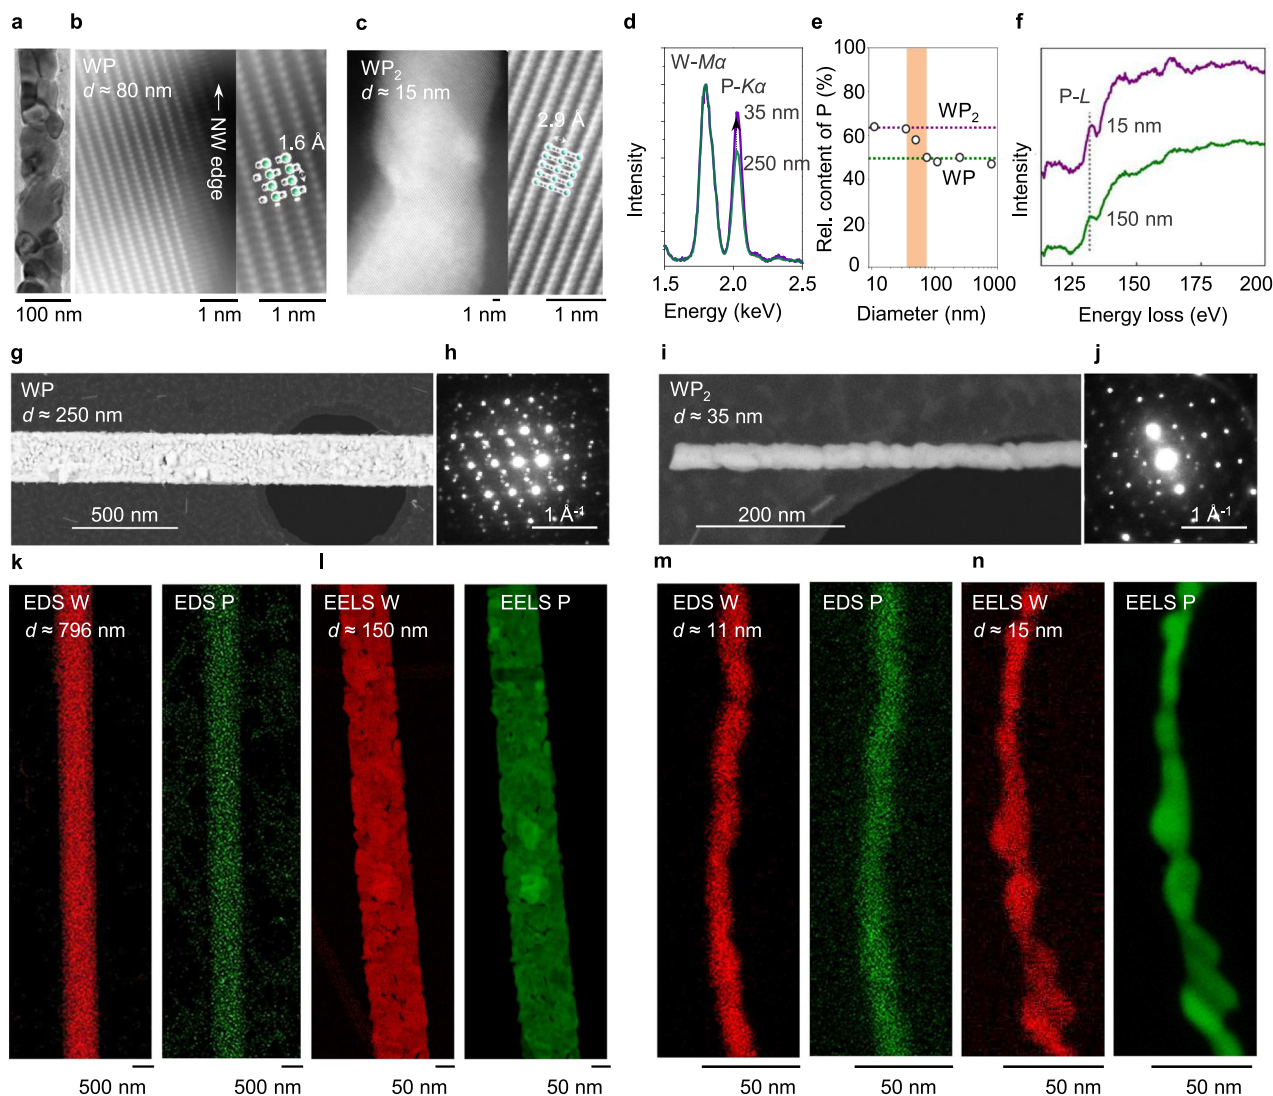 a
b
c
d
e
f
WP
d ≈ 80 nm
NW edge
1.6 Å
100 nm
1 nm
1 nm
WP2
d ≈ 15 nm
2.9 Å
1 nm
1 nm
W-Mα
P-Kα
35 nm
250 nm
Intensity
1.5
2.0
2.5
Energy (keV)
Rel. content of P (%)
100
80
60
40
20
0
WP2
WP
10
100
1000
Diameter (nm)
P-L
15 nm
150 nm
Intensity
125
150
175
200
Energy loss (eV)
g
h
i
j
WP
d ≈ 250 nm
500 nm
1 Å-1
WP2
d ≈ 35 nm
200 nm
1 Å-1
k
l
m
n
EDS W
d ≈ 796 nm
EDS P
EELS W
d ≈ 150 nm
EELS P
EDS W
d ≈ 11 nm
EDS P
EELS W
d ≈ 15 nm
EELS P
500 nm
500 nm
50 nm
50 nm
50 nm
50 nm
50 nm
50 nm